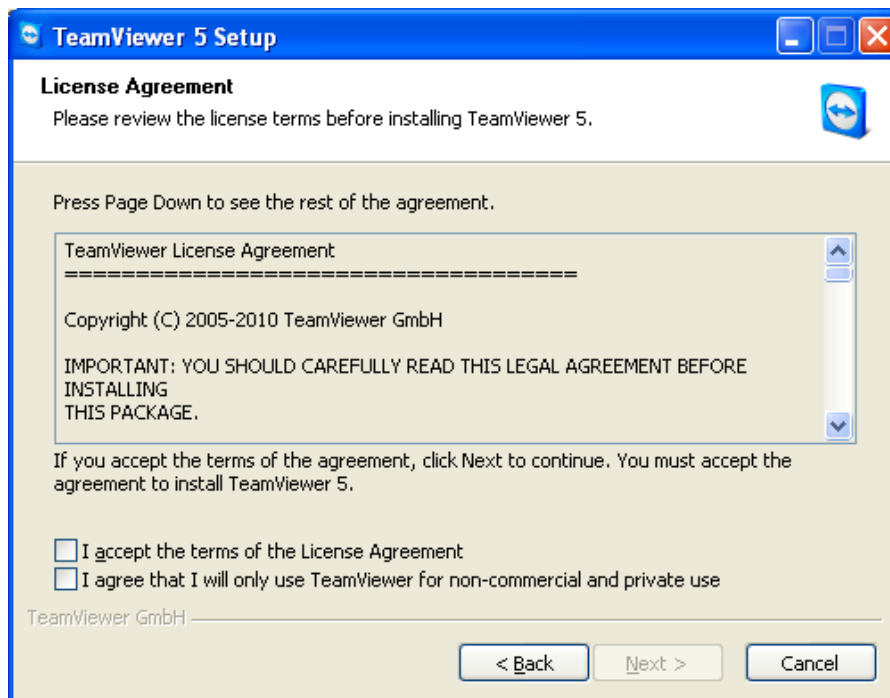 TeamViewer 5 Setup
License Agreement
Please review the license terms before installing TeamViewer 5.
Press Page Down to see the rest of the agreement.
TeamViewer License Agreement
=====================================
Copyright (C) 2005-2010 TeamViewer GmbH
IMPORTANT: YOU SHOULD CAREFULLY READ THIS LEGAL AGREEMENT BEFORE
INSTALLING
THIS PACKAGE.
If you accept the terms of the agreement, click Next to continue. You must accept the
agreement to install TeamViewer 5.
I accept the terms of the License Agreement
I agree that I will only use TeamViewer for non-commercial and private use
TeamViewer GmbH
< Back Next > Cancel